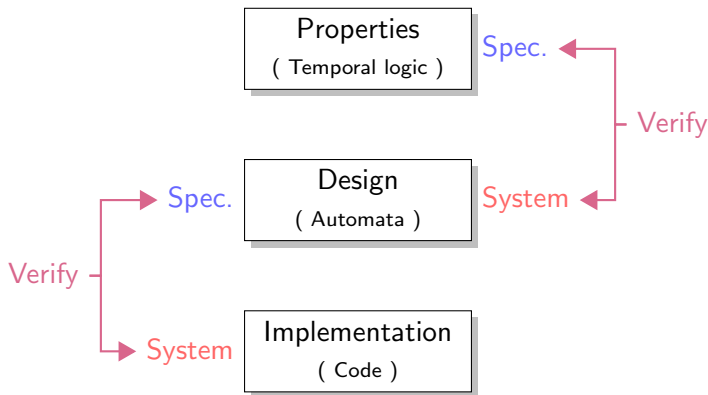 Properties
( Temporal logic )
Spec.
Verify
Design
( Automata )
Spec.
System
Verify
Implementation
( Code )
System